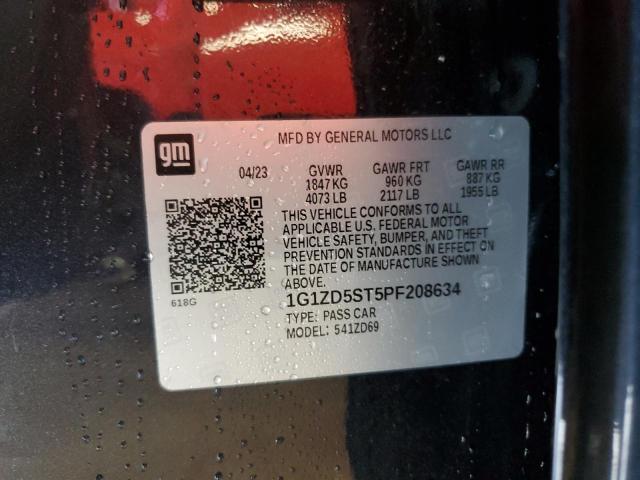 gm
MFD BY GENERAL MOTORS LLC
04/23 GVWR GAWR FRT GAWR RR
1847 KG 960 KG 887 KG
4073 LB 2117 LB 1955 LB
THIS VEHICLE CONFORMS TO ALL
APPLICABLE U.S. FEDERAL MOTOR
VEHICLE SAFETY, BUMPER, AND THEFT
PREVENTION STANDARDS IN EFFECT ON
THE DATE OF MANUFACTURE SHOWN
ABOVE.
618G
1G1ZD5ST5PF208634
TYPE: PASS CAR
MODEL: 541ZD69